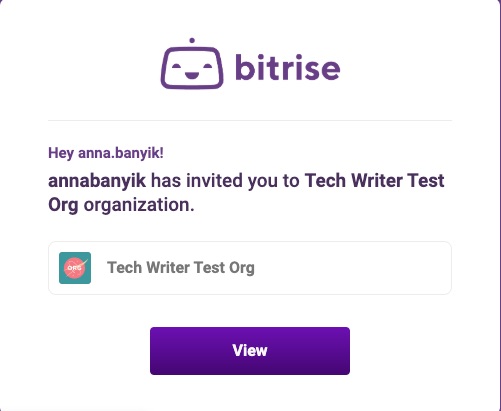 bitrise
Hey anna.banyik!
annabanyik has invited you to Tech Writer Test
Org organization.
ORG
Tech Writer Test Org
View